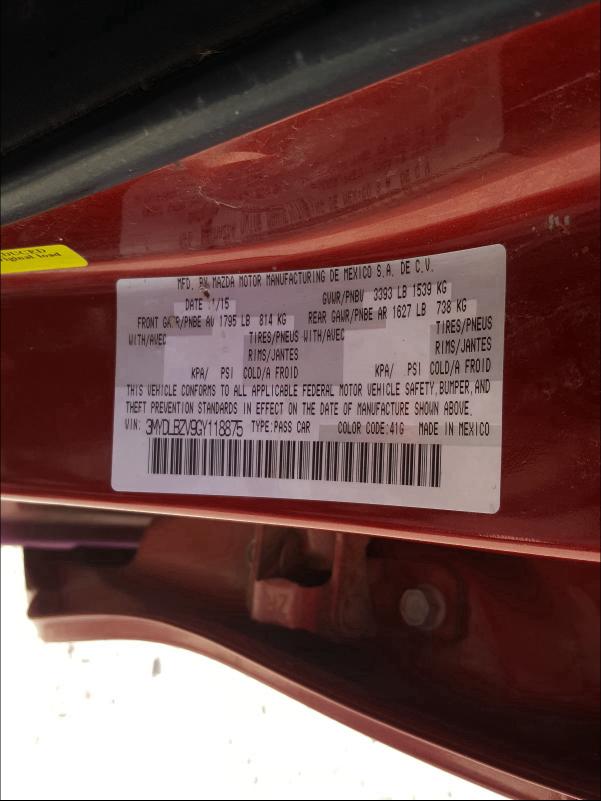 DUCED
iginal load
MFD. BY MAZDA MOTOR MANUFACTURING DE MEXICO S.A. DE C.V.
DATE 11/15 GVWR/PNBV 3393 LB 1539 KG
FRONT GAWR/PNBE AV 1795 LB 814 KG REAR GAWR/PNBE AR 1627 LB 738 KG
WITH/AVEC TIRES/PNEUS WITH/AVEC TIRES/PNEUS
RIMS/JANTES RIMS/JANTES
KPA/ PSI COLD/A FROID KPA/ PSI COLD/A FROID
THIS VEHICLE CONFORMS TO ALL APPLICABLE FEDERAL MOTOR VEHICLE SAFETY, BUMPER, AND
THEFT PREVENTION STANDARDS IN EFFECT ON THE DATE OF MANUFACTURE SHOWN ABOVE.
VIN: 3MYDLBZV9GY118875 TYPE: PASS CAR COLOR CODE: 41G MADE IN MEXICO